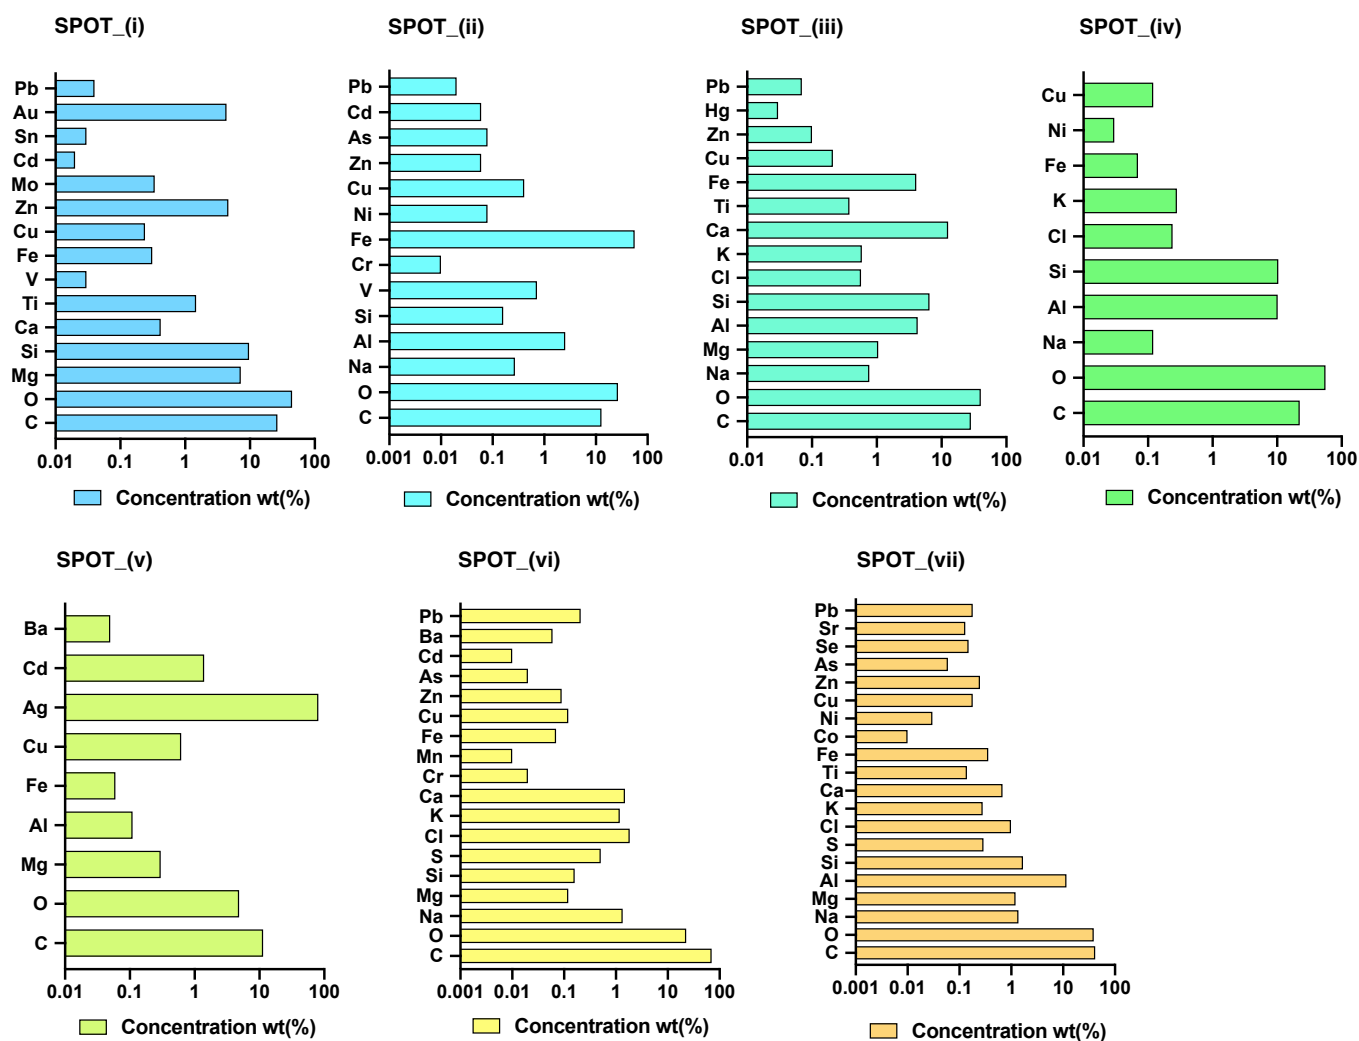 SPOT_(i)
Pb
Au
Sn
Cd
Mo
Zn
Cu
Fe
V
Ti
Ca
Si
Mg
O
C
0.01 0.1 1 10 100
Concentration wt(%)
SPOT_(ii)
Pb
Cd
As
Zn
Cu
Ni
Fe
Cr
V
Si
Al
Na
O
C
0.001 0.01 0.1 1 10 100
Concentration wt(%)
SPOT_(iii)
Pb
Hg
Zn
Cu
Fe
Ti
Ca
K
Cl
Si
Al
Mg
Na
O
C
0.01 0.1 1 10 100
Concentration wt(%)
SPOT_(iv)
Cu
Ni
Fe
K
Cl
Si
Al
Na
O
C
0.01 0.1 1 10 100
Concentration wt(%)
SPOT_(v)
Ba
Cd
Ag
Cu
Fe
Al
Mg
O
C
0.01 0.1 1 10 100
Concentration wt(%)
SPOT_(vi)
Pb
Ba
Cd
As
Zn
Cu
Fe
Mn
Cr
Ca
K
Cl
S
Si
Mg
Na
O
C
0.001 0.01 0.1 1 10 100
Concentration wt(%)
SPOT_(vii)
Pb
Sr
Se
As
Zn
Cu
Ni
Co
Fe
Ti
Ca
K
Cl
S
Si
Al
Mg
Na
O
C
0.001 0.01 0.1 1 10 100
Concentration wt(%)